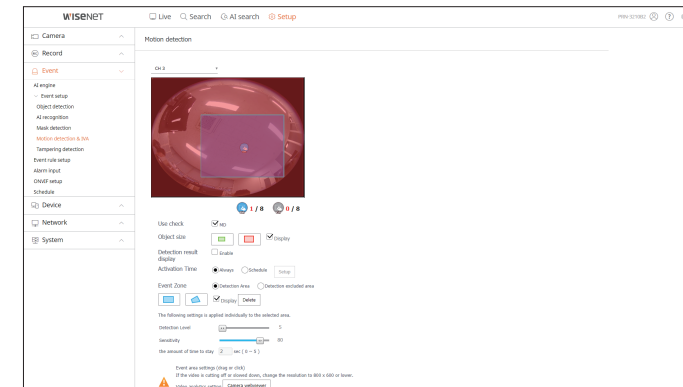 WISENET
Live Search AI search Setup
PRN-3210B2
Camera
Record
Event
AI engine
Event setup
Object detection
AI recognition
Mask detection
Motion detection & IVA
Tampering detection
Event rule setup
Alarm input
ONVIF setup
Schedule
Device
Network
System
Motion detection
CH 3
1 / 8 0 / 8
Use check MD
Object size Display
Detection result display Enable
Activation Time Always Schedule Setup
Event Zone Detection Area Detection excluded area
Display Delete
The following settings is applied individually to the selected area.
Detection Level 5
Sensitivity 80
the amount of time to stay sec ( 0 ~ 5 )
Event area settings (drag or click)
If the video is cutting off or slowed down, change the resolution to 800 x 600 or lower.
Video analytics setting Camera webviewer